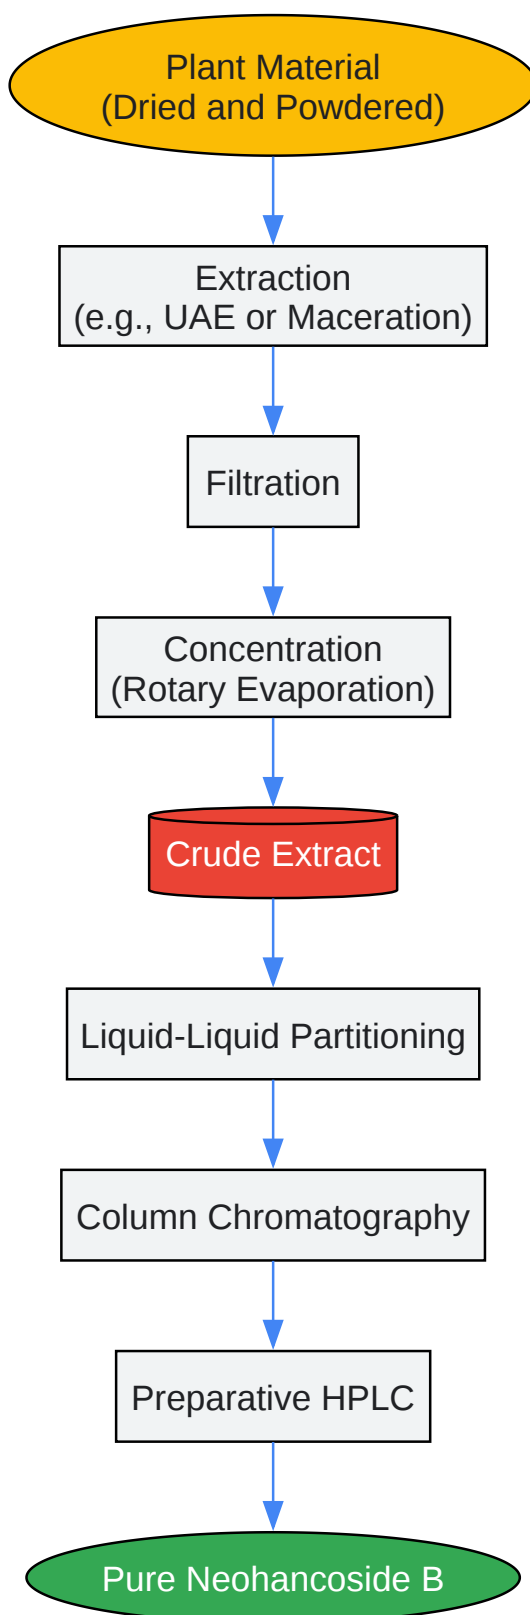 Plant Material
(Dried and Powdered)
Extraction
(e.g., UAE or Maceration)
Filtration
Concentration
(Rotary Evaporation)
Crude Extract
Liquid-Liquid Partitioning
Column Chromatography
Preparative HPLC
Pure Neohancoside B